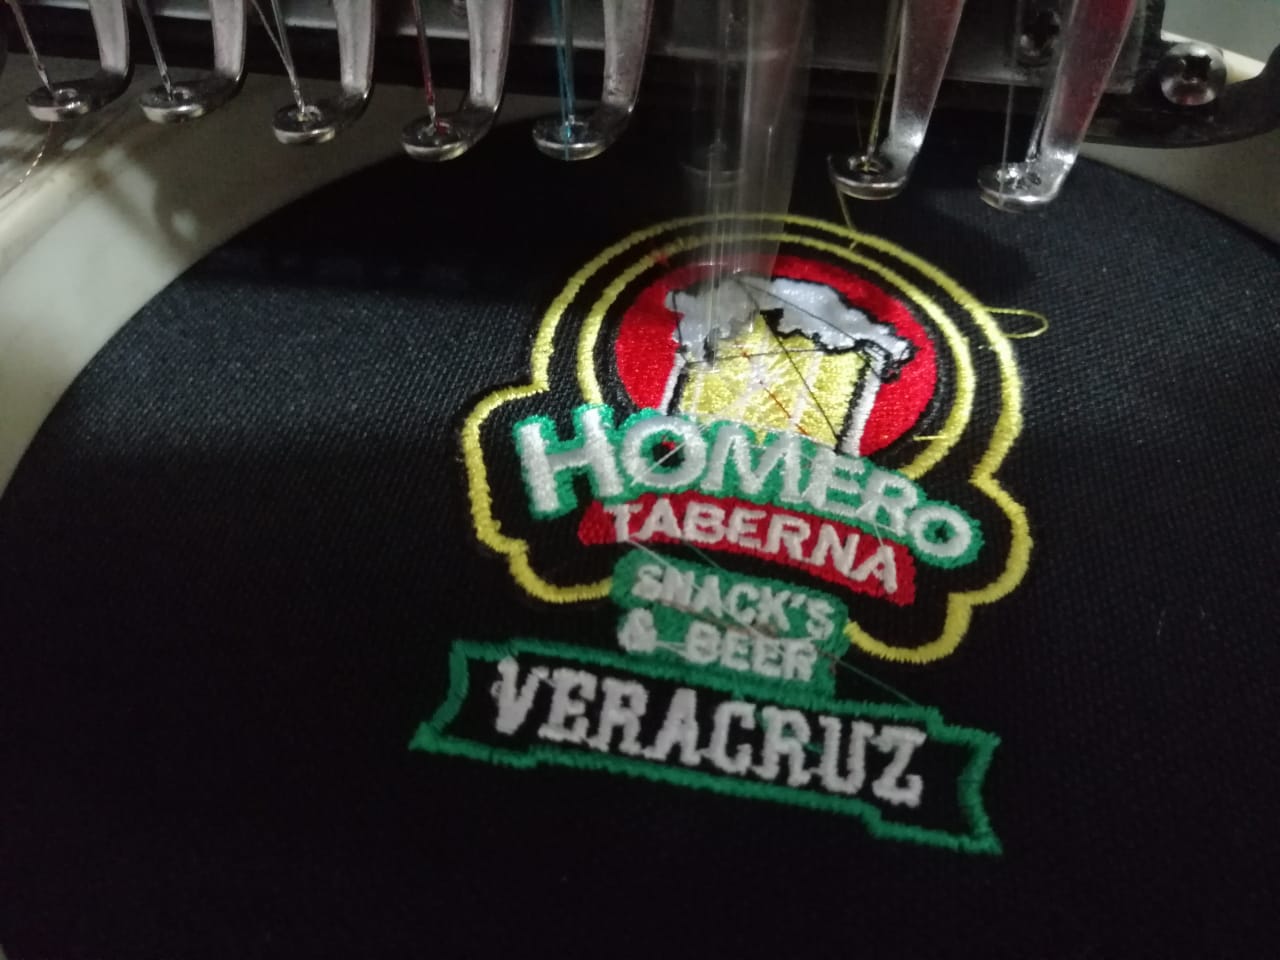 HOMERO
TABERNA
SNACK'S
& BEER
VERACRUZ